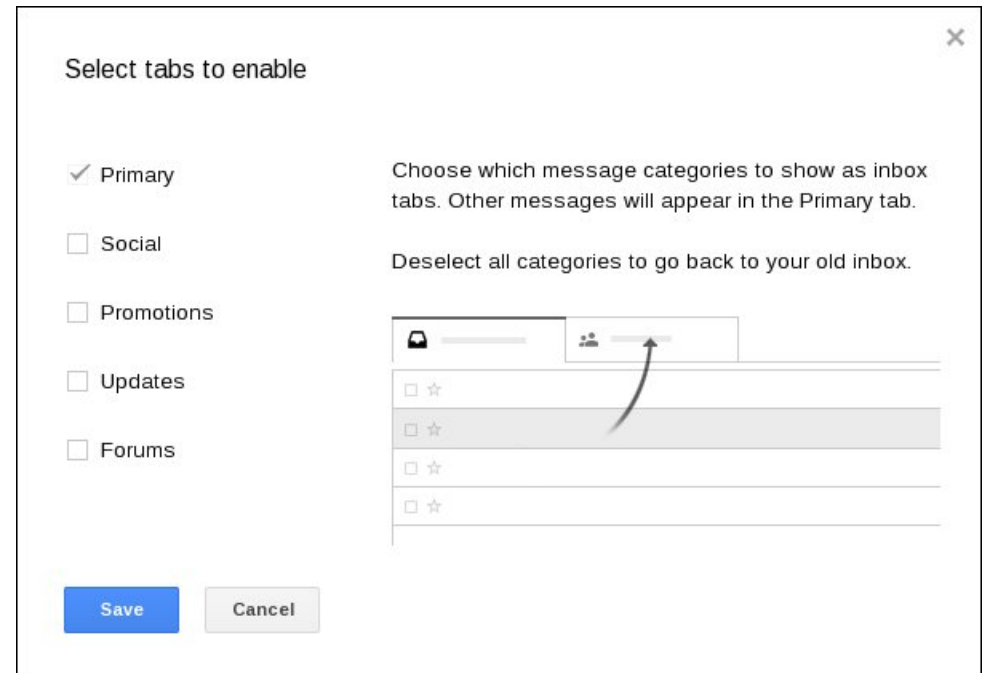 Select tabs to enable
Primary
Social
Promotions
Updates
Forums
Choose which message categories to show as inbox
tabs. Other messages will appear in the Primary tab.
Deselect all categories to go back to your old inbox.
Save
Cancel